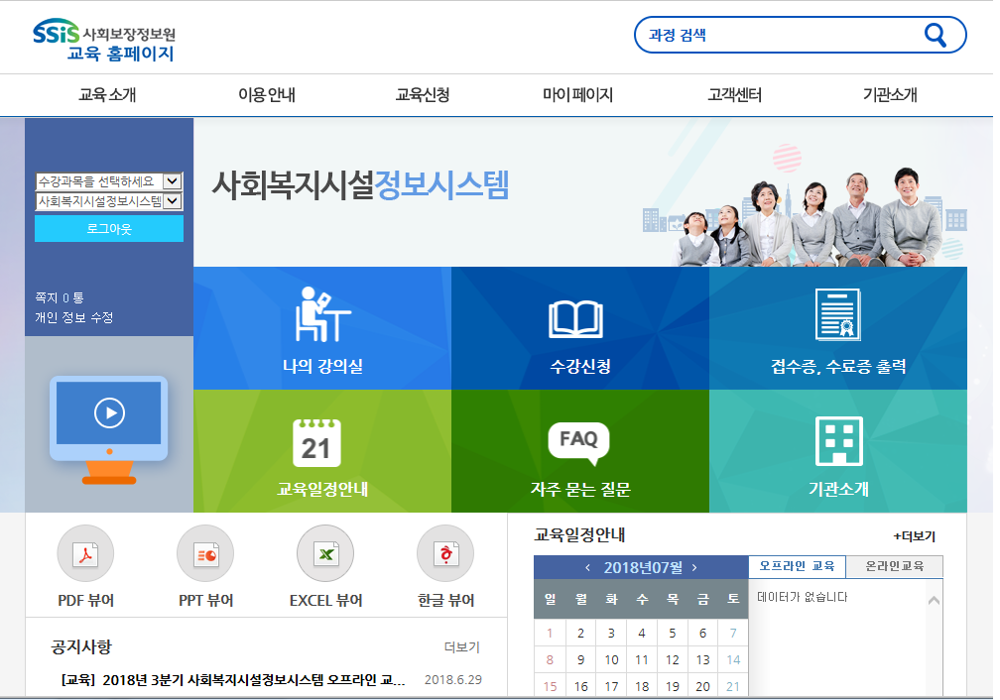 SSiS 사회보장정보원
교육 홈페이지
과경 검색
교육 소개 이용 안내 교육신청 마이 페이지 고객센터 기관소개
수강과목을 선택하세요
사회복지시설정보시스템
로그아웃
쪽지 0 통
개인 정보 수정
사회복지시설정보시스템
나의 강의실 수강신청 접수증, 수료증 출력
21 FAQ
교육일정안내 자주 묻는 질문 기관소개
PDF 뷰어 PPT 뷰어 EXCEL 뷰어 한글 뷰어
공지사항 더보기
[교육] 2018년 3분기 사회복지시설정보시스템 오프라인 교... 2018.6.29
교육일정안내 +더보기
< 2018년07월 >
일 월 화 수 목 금 토
1 2 3 4 5 6 7
8 9 10 11 12 13 14
15 16 17 18 19 20 21
오프라인 교육 온라인교육
데이터가 없습니다